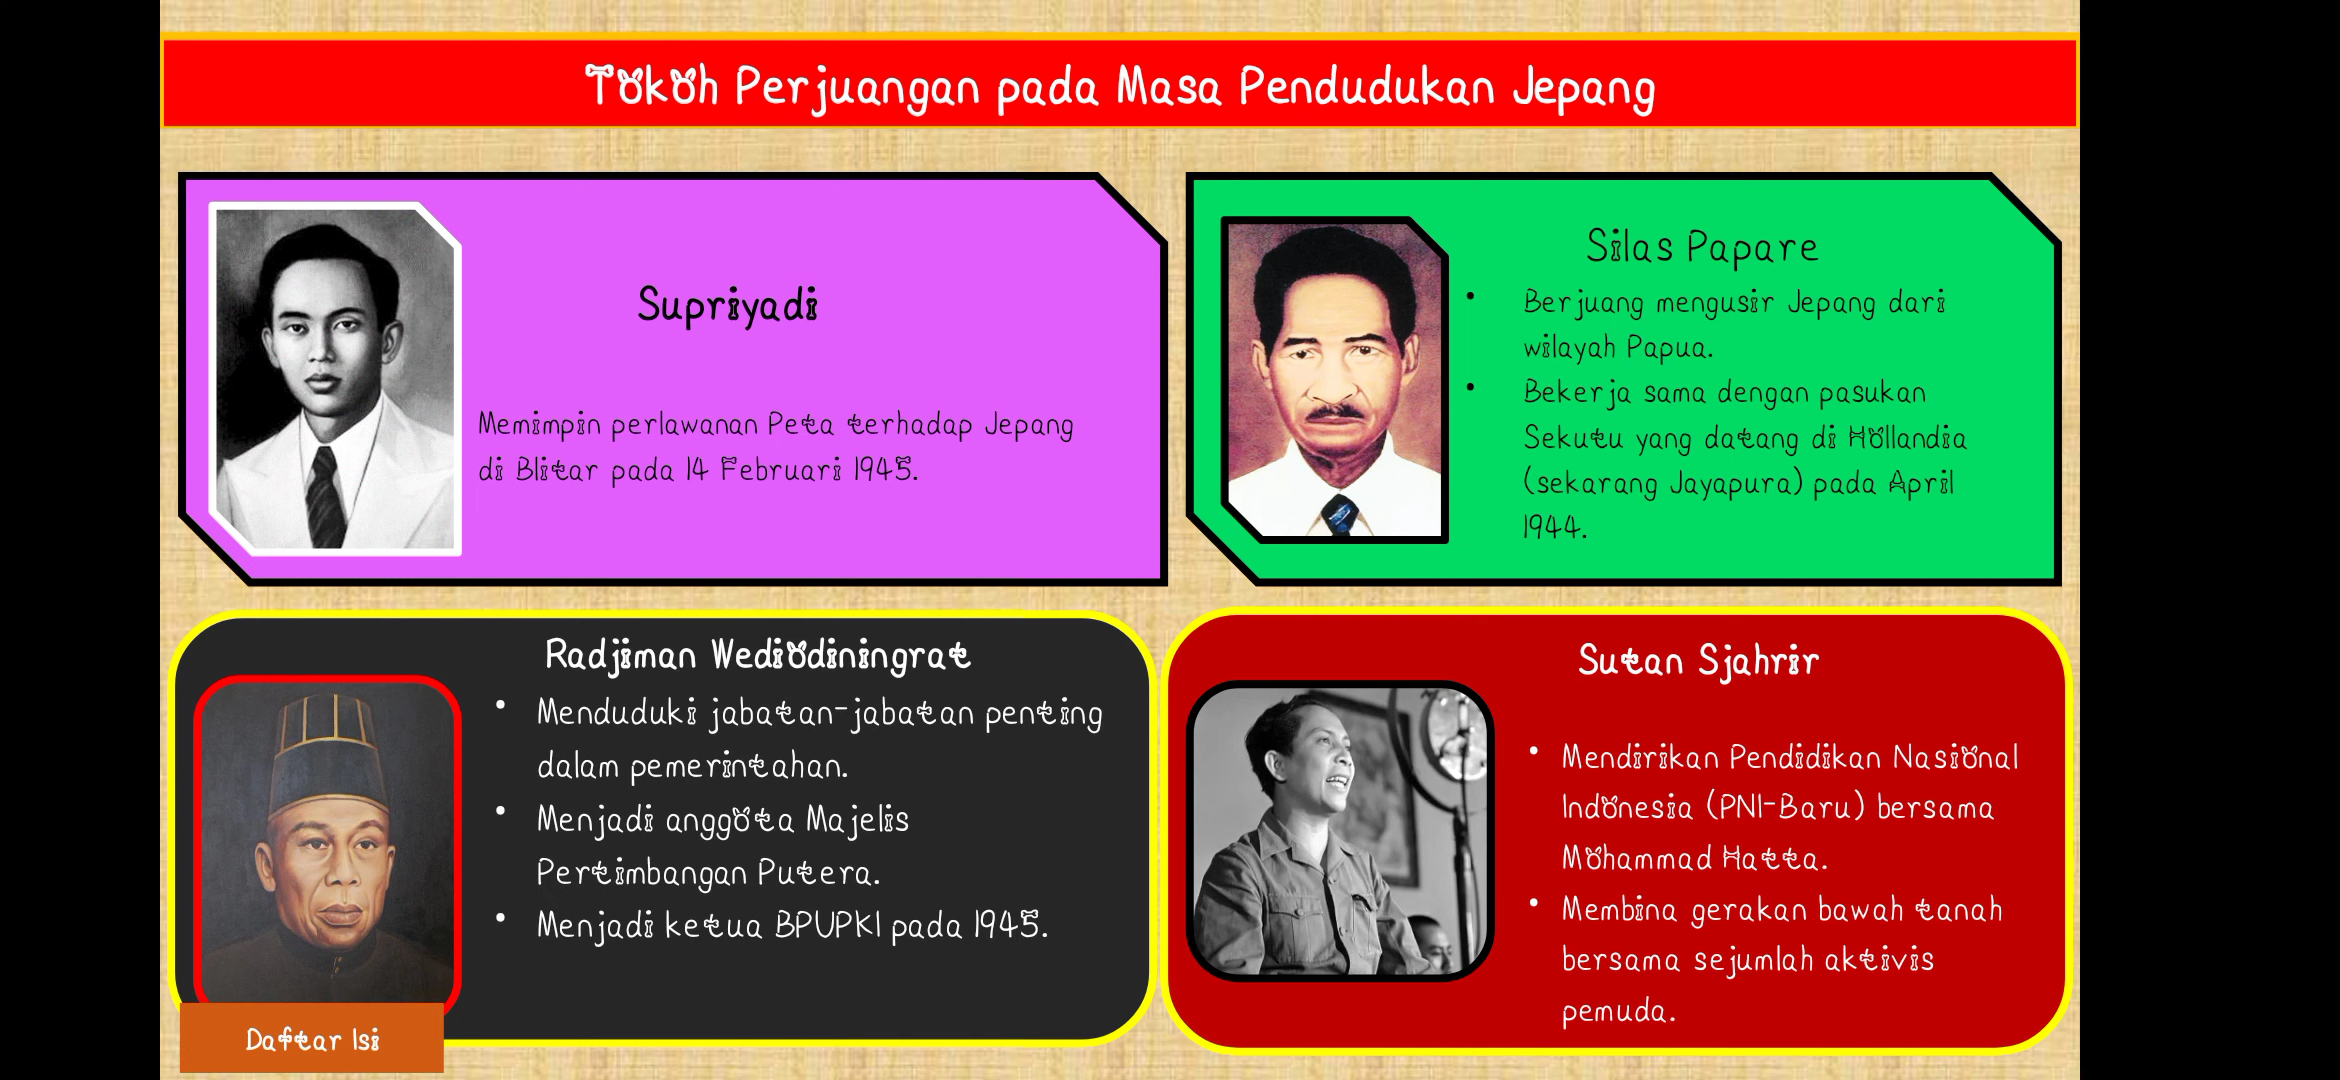 Tokoh Perjuangan pada Masa Pendudukan Jepang
Supriyadi
Memimpin perlawanan Peta terhadap Jepang
di Blitar pada 14 Februari 1945.
Silas Papare
• Berjuang mengusir Jepang dari
wilayah Papua.
• Bekerja sama dengan pasukan
Sekutu yang datang di Hollandia
(sekarang Jayapura) pada April
1944.
Radjiman Wediodiningrat
• Menduduki jabatan-jabatan penting
dalam pemerintahan.
• Menjadi anggota Majelis
Pertimbangan Putera.
• Menjadi ketua BPUPKI pada 1945.
Sutan Sjahrir
• Mendirikan Pendidikan Nasional
Indonesia (PNI-Baru) bersama
Mohammad Hatta.
• Membina gerakan bawah tanah
bersama sejumlah aktivis
pemuda.
Daftar Isi